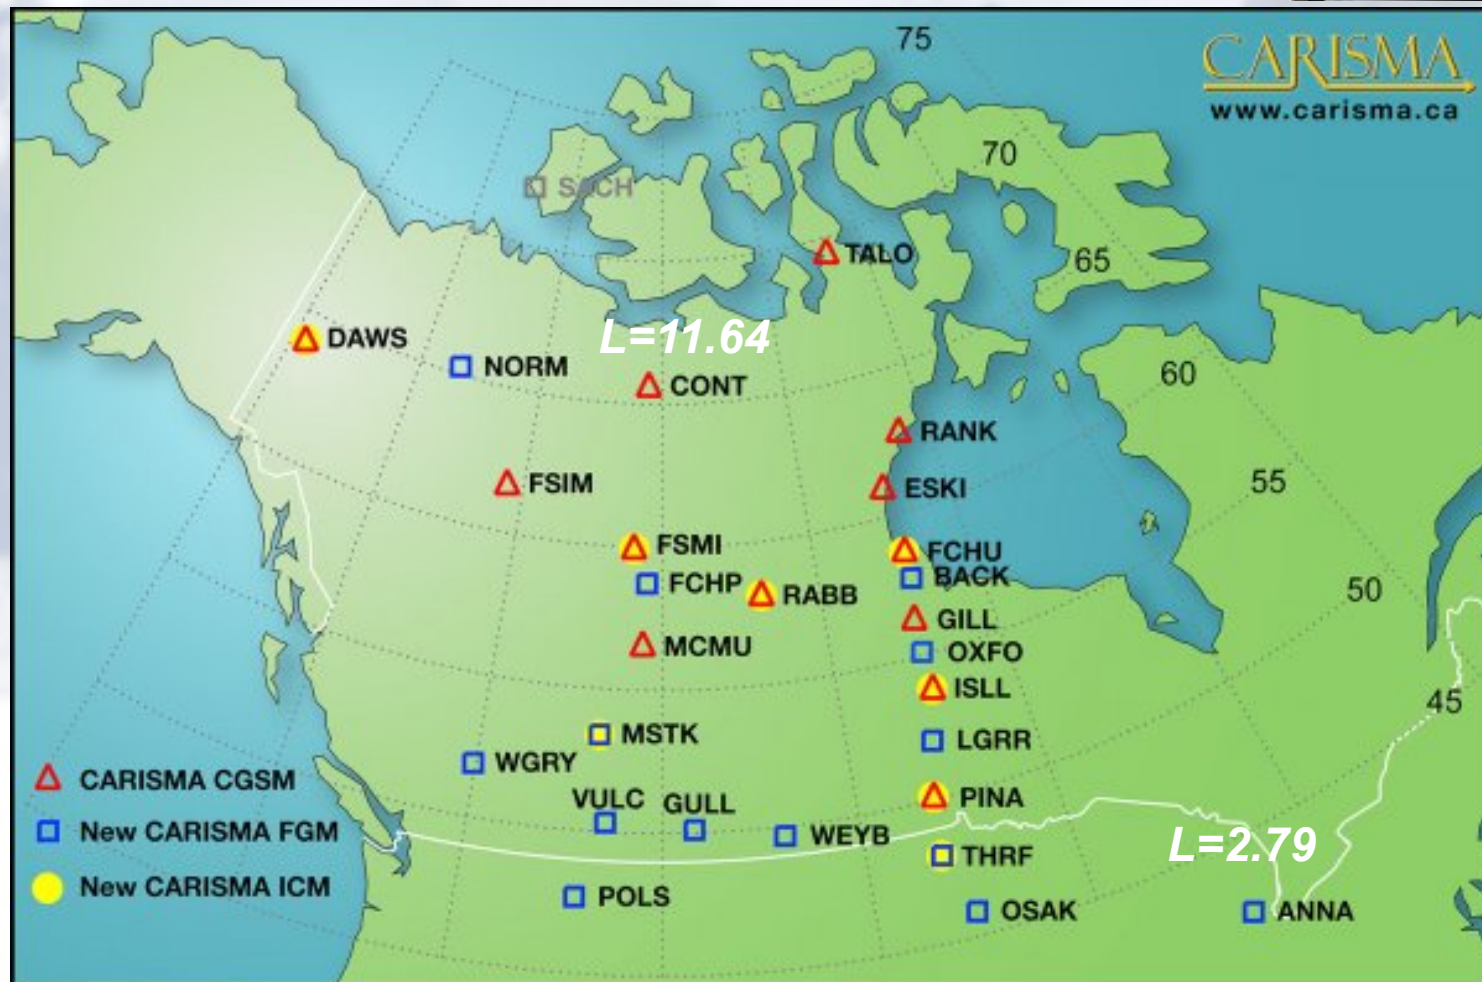 75
CARISMA
www.carisma.ca
70
SACH
TALO
65
DAWS
L=11.64
NORM
CONT
60
RANK
FSIM
ESKI
55
FSMI
FCHU
FCHP
BACK
RABB
50
GILL
MCMU
OXFO
ISLL
45
MSTK
LGRR
WGRY
CARISMA CGSM
VULC
GULL
PINA
New CARISMA FGM
WEYB
L=2.79
THRF
New CARISMA ICM
POLS
OSAK
ANNA